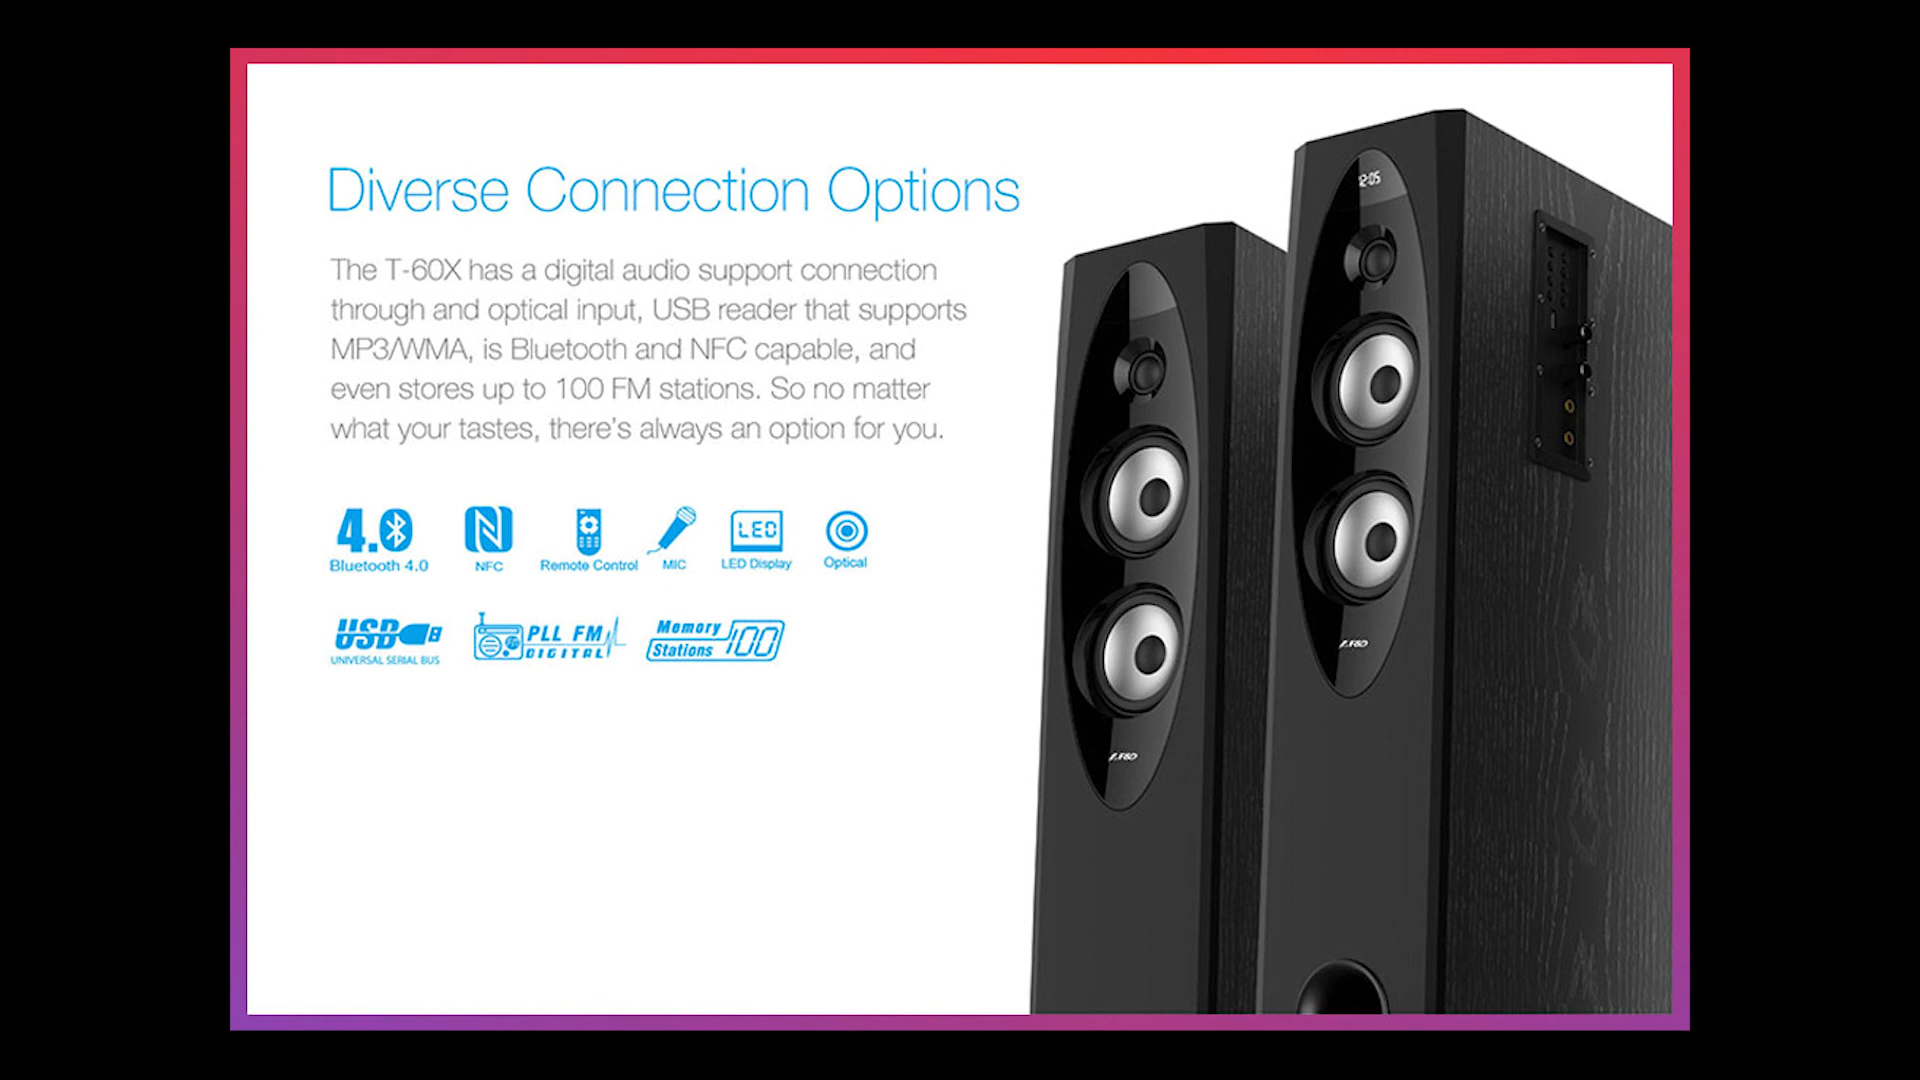 Diverse Connection Options
The T-60X has a digital audio support connection
through and optical input, USB reader that supports
MP3/WMA, is Bluetooth and NFC capable, and
even stores up to 100 FM stations. So no matter
what your tastes, there's always an option for you.
4.0
Bluetooth 4.0
NFC
Remote Control
MIC
LED
LED Display
Optical
USB
UNIVERSAL SERIAL BUS
PLL FM
DIGITAL
Memory
Stations
100
12:05
F&D
F&D